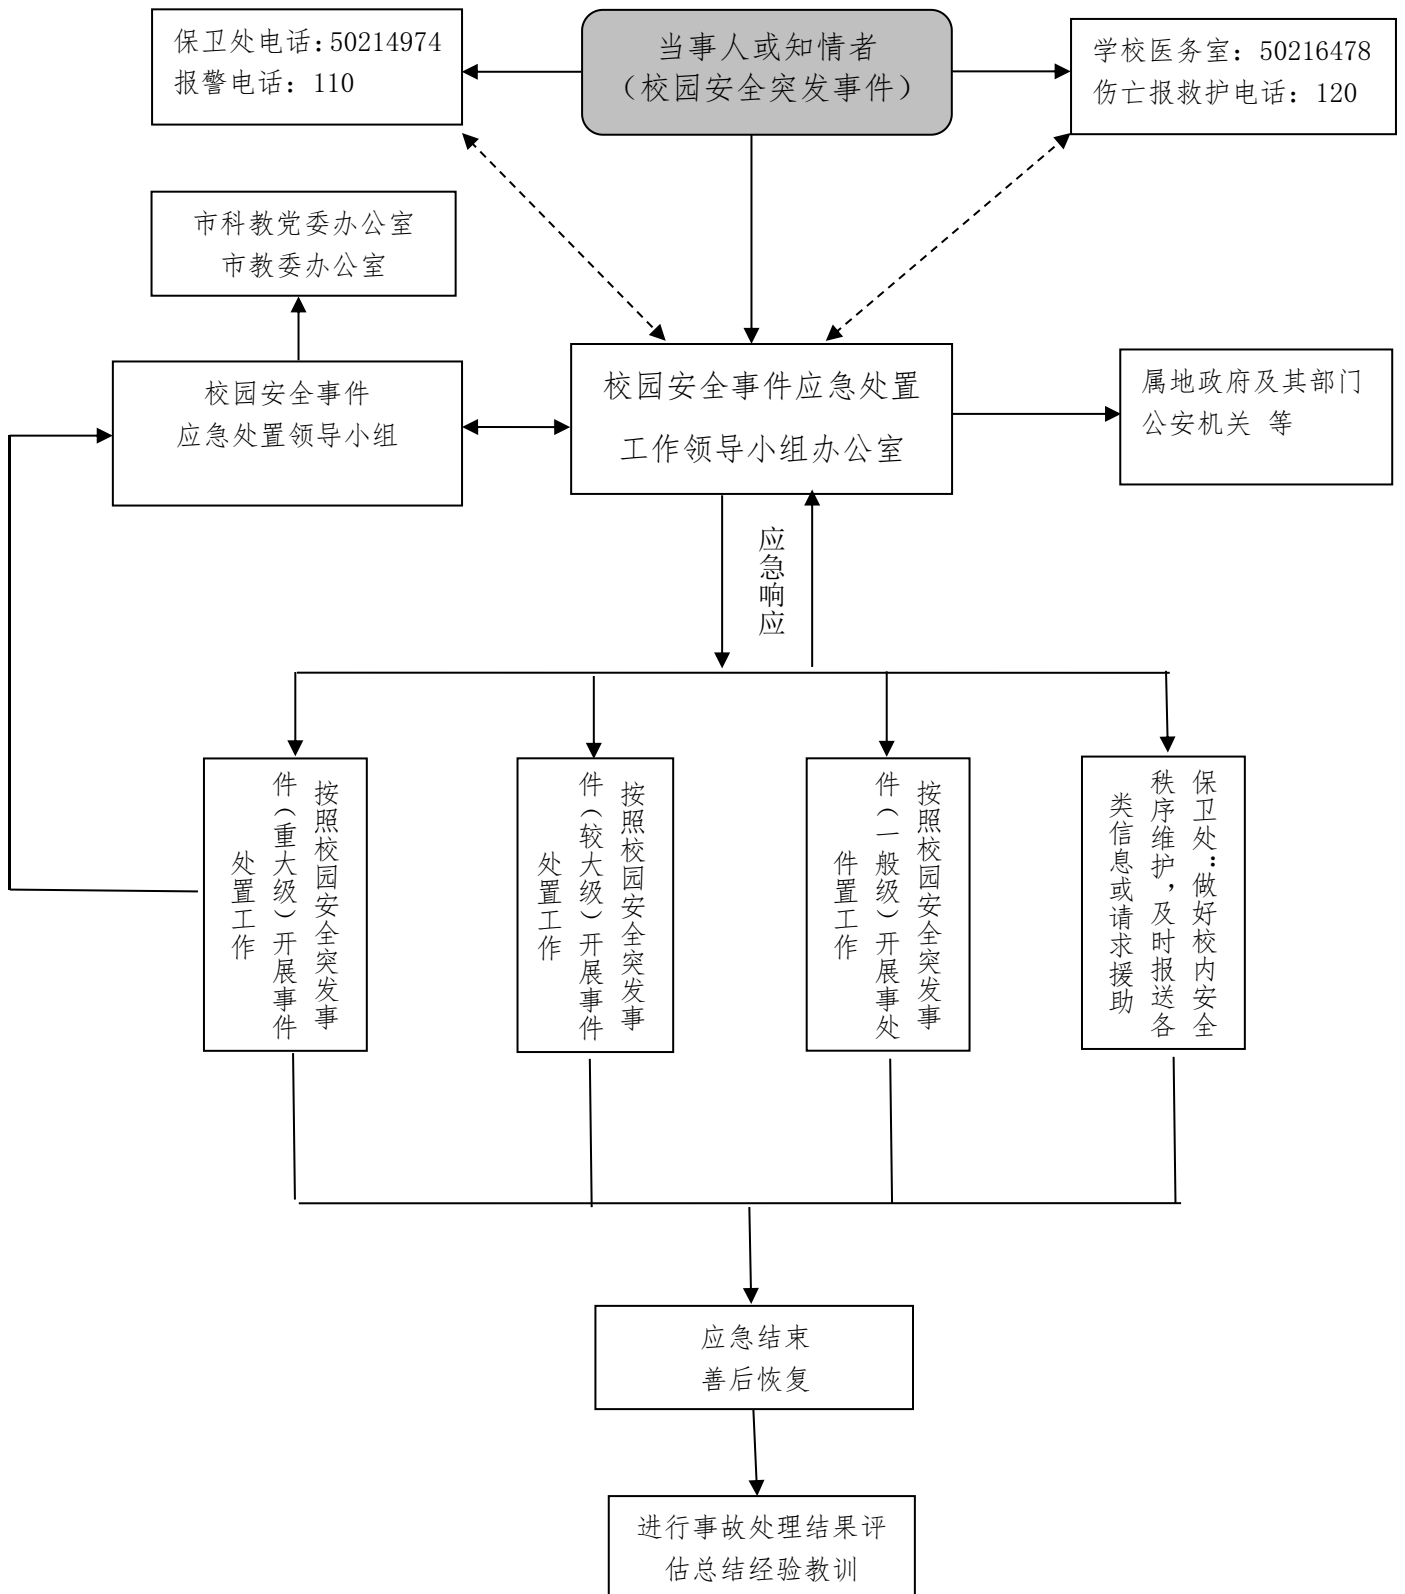 保卫处电话:50214974
报警电话: 110
当事人或知情者
（校园安全突发事件）
学校医务室: 50216478
伤亡报救护电话: 120
市科教党委办公室
市教委办公室
校园安全事件
应急处置领导小组
校园安全事件应急处置
工作领导小组办公室
属地政府及其部门
公安机关 等
应急响应
按照校园安全突发事
件（重大级）开展事件
处置工作
按照校园安全突发事
件（较大级）开展事件
处置工作
按照校园安全突发事
件（一般级）开展事处
件置工作
保卫处：做好校内安全
秩序维护，及时报送各
类信息或请求援助
应急结束
善后恢复
进行事故处理结果评
估总结经验教训